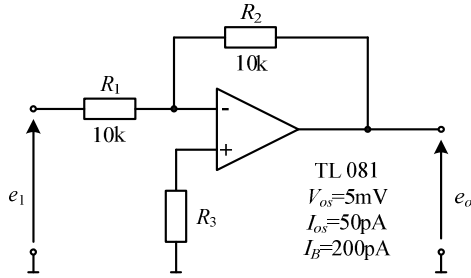 R2
10k
R1
10k
-
+
e1
R3
TL 081
Vos=5mV
Ios=50pA
IB=200pA
eo